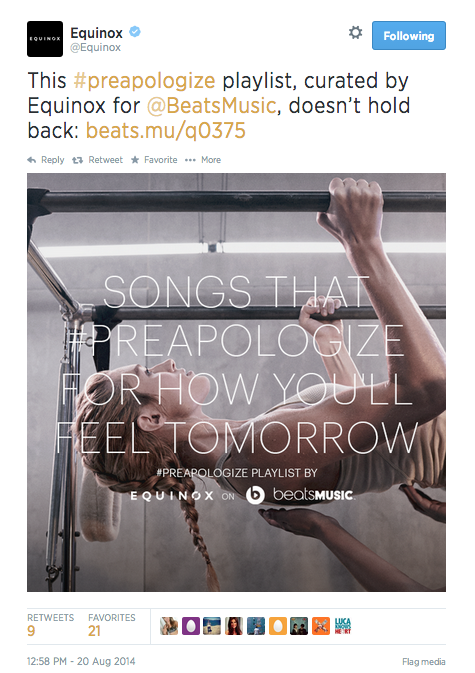 EQUINOX
Equinox
@Equinox
Following
This #preapologize playlist, curated by
Equinox for @BeatsMusic, doesn’t hold
back: beats.mu/q0375
Reply Retweet Favorite More
SONGS THAT
#PREAPOLOGIZE
FOR HOW YOU'LL
FEEL TOMORROW
#PREAPOLOGIZE PLAYLIST BY
EQUINOX ON beatsMUSIC
RETWEETS FAVORITES
9 21
LUCA
KNOWS
HEART
12:58 PM - 20 Aug 2014 Flag media